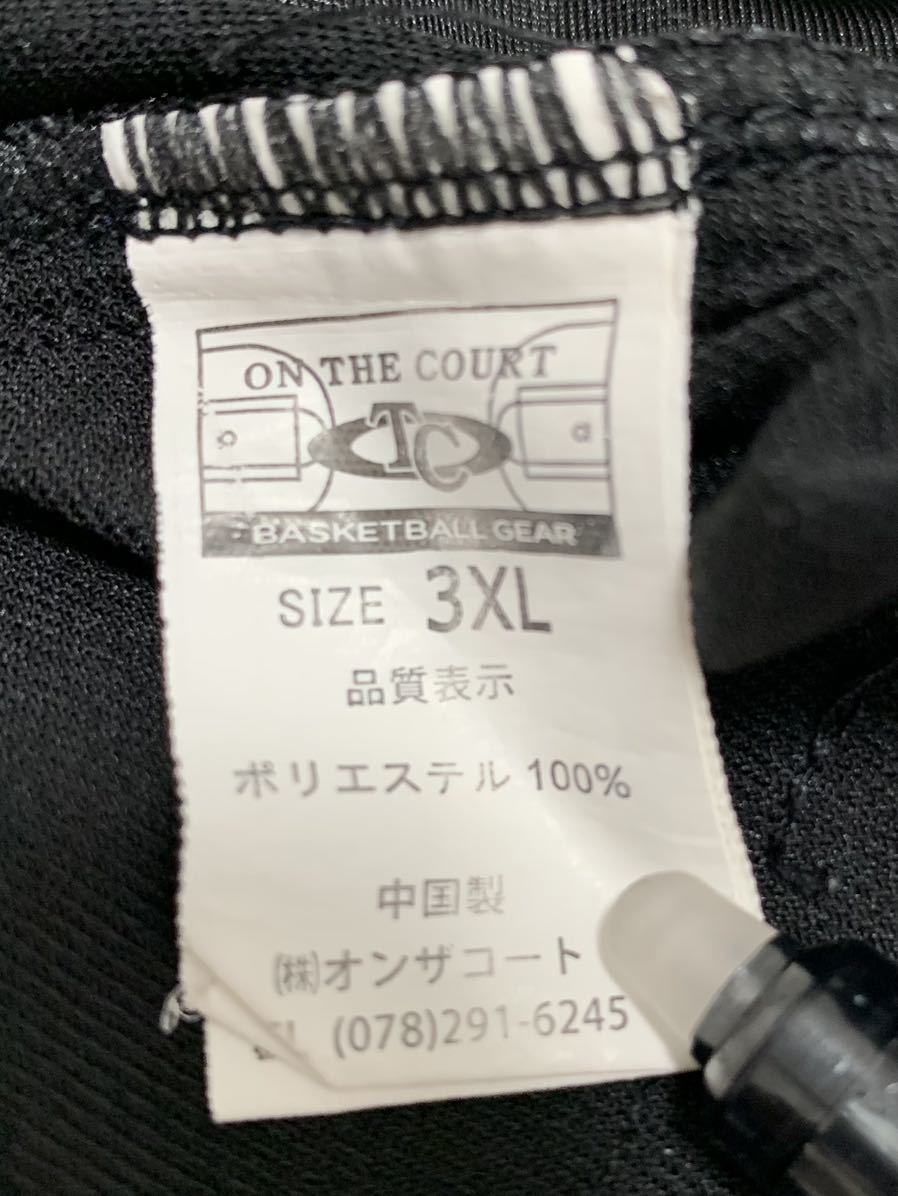 ON THE COURT
TC
BASKETBALL GEAR
SIZE 3XL
品質表示
ポリエステル 100%
中国製
㈱オンザコート
(078)291-6245